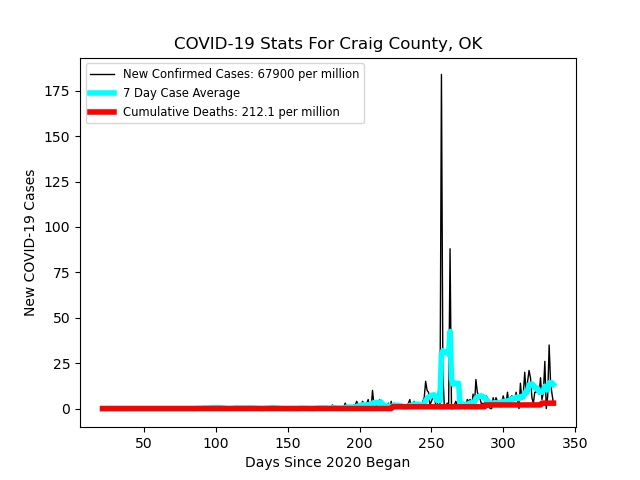 COVID-19 Stats For Craig County, OK
New Confirmed Cases: 67900 per million
7 Day Case Average
Cumulative Deaths: 212.1 per million
New COVID-19 Cases
175
150
125
100
75
50
25
0
50
100
150
200
250
300
350
Days Since 2020 Began